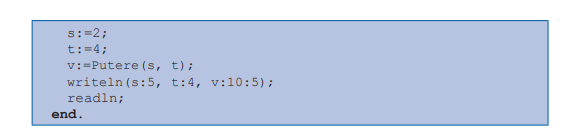 s:=2;
t:=4;
v:=Putere(s, t);
writeln(s:5, t:4, v:10:5);
readln;
end.